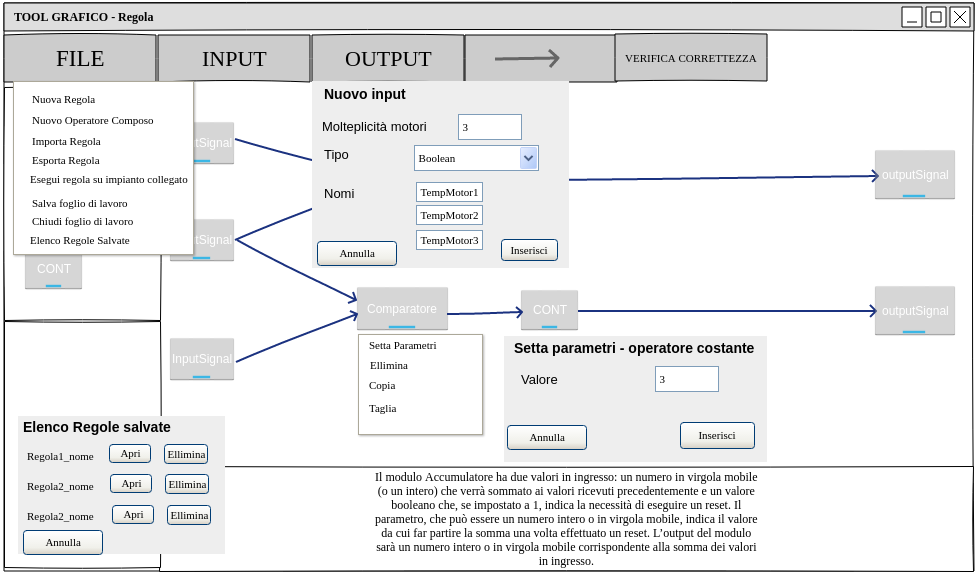 TOOL GRAFICO - Regola
FILE
INPUT
OUTPUT
VERIFICA CORRETTEZZA
Nuova Regola
Nuovo Operatore Composo
Importa Regola
Esporta Regola
Esegui regola su impianto collegato
Salva foglio di lavoro
Chiudi foglio di lavoro
Elenco Regole Salvate
CONT
tSignal
tSignal
InputSignal
Nuovo input
Molteplicità motori
3
Tipo
Boolean
Nomi
TempMotor1
TempMotor2
TempMotor3
Annulla
Inserisci
outputSignal
Comparatore
CONT
outputSignal
Setta Parametri
Ellimina
Copia
Taglia
Setta parametri - operatore costante
Valore
3
Annulla
Inserisci
Elenco Regole salvate
Regola1_nome
Apri
Ellimina
Regola2_nome
Apri
Ellimina
Regola2_nome
Apri
Ellimina
Annulla
Il modulo Accumulatore ha due valori in ingresso: un numero in virgola mobile
(o un intero) che verrà sommato ai valori ricevuti precedentemente e un valore
booleano che, se impostato a 1, indica la necessità di eseguire un reset. Il
parametro, che può essere un numero intero o in virgola mobile, indica il valore
da cui far partire la somma una volta effettuato un reset. L'output del modulo
sarà un numero intero o in virgola mobile corrispondente alla somma dei valori
in ingresso.